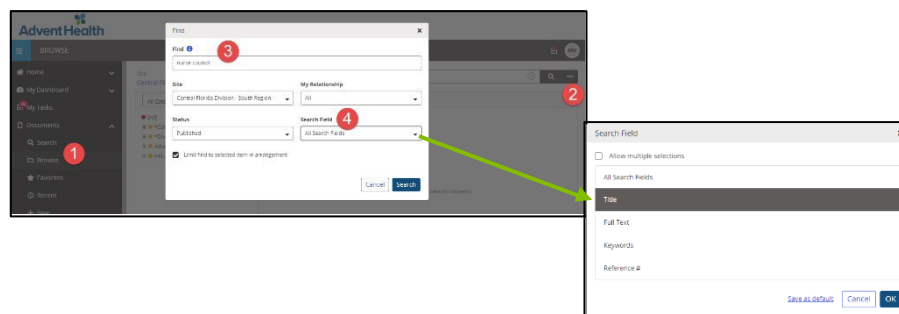 Advent Health
BROWSE
Home
My Dashboard
My Tasks
Documents
Search
Browse
Favorites
Recent
1
2
Find
Find
3
nurse council
Site
My Relationship
Central Florida Division - South Region
All
Status
Search Field
4
Published
All Search Fields
Limit find to selected item in arrangement
Cancel
Search
Search Field
Allow multiple selections
All Search Fields
Title
Full Text
Keywords
Reference #
Save as default
Cancel
OK